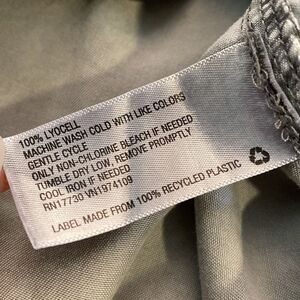 100% LYOCELL
MACHINE WASH COLD WITH LIKE COLORS
GENTLE CYCLE
ONLY NON-CHLORINE BLEACH IF NEEDED
TUMBLE DRY LOW, REMOVE PROMPTLY
COOL IRON IF NEEDED
RN17730 VN1974109
LABEL MADE FROM 100% RECYCLED PLASTIC